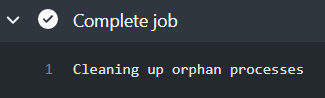 Complete job
1 Cleaning up orphan processes